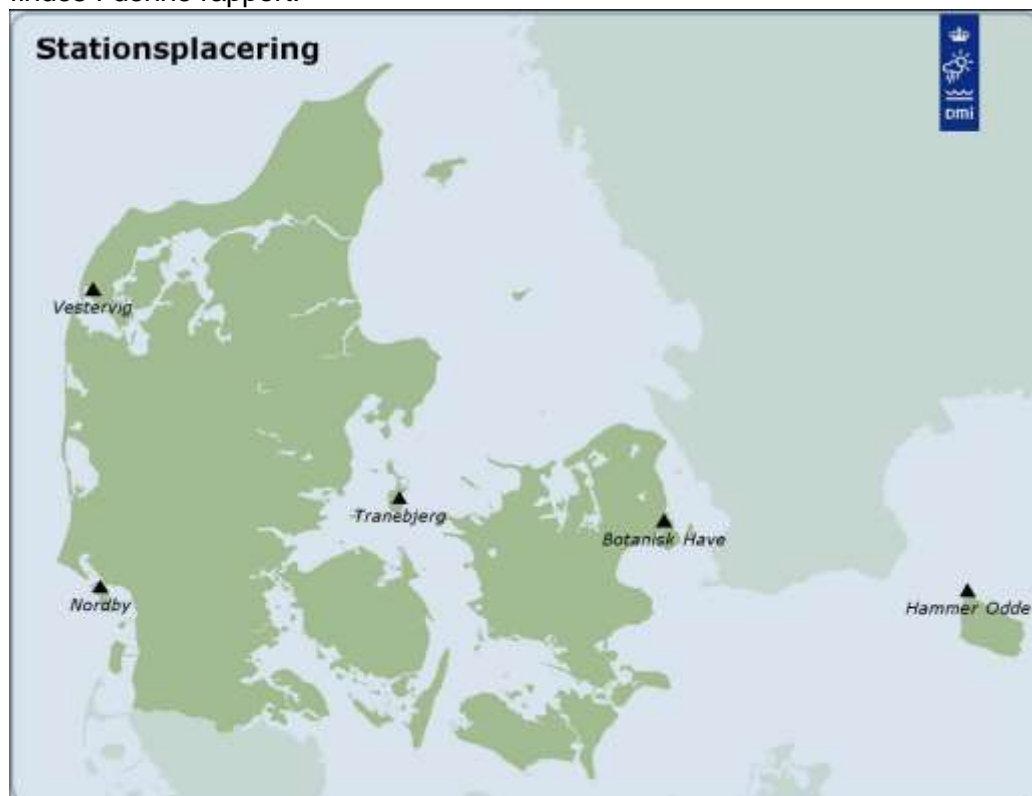 Stationsplacering
DMI
Vestervig
Tranebjerg
Botanisk Have
Nordby
Hammer Odde